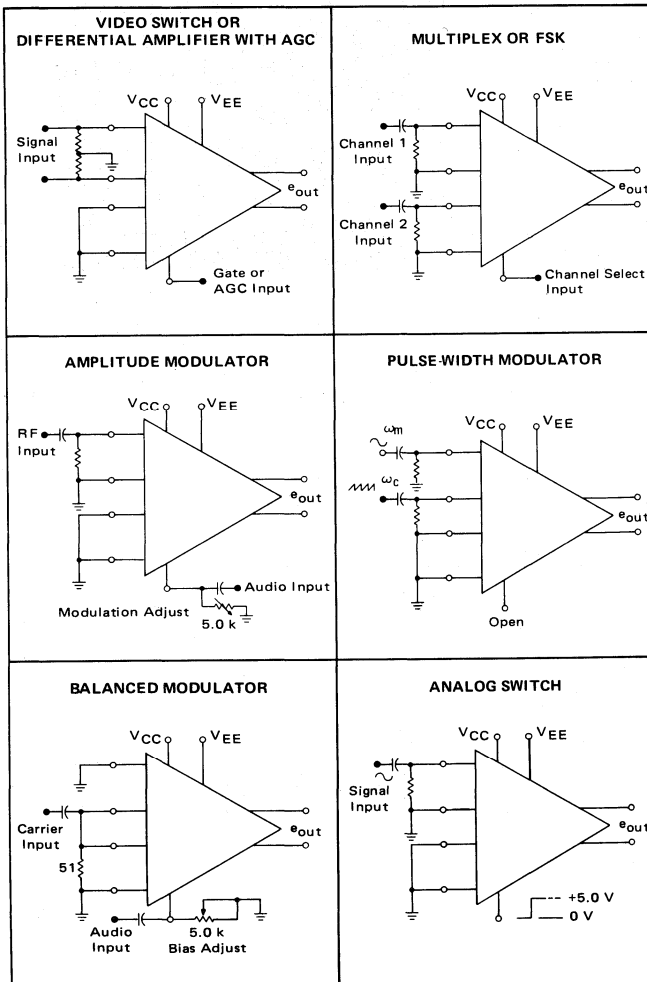 VIDEO SWITCH OR
DIFFERENTIAL AMPLIFIER WITH AGC
VCC
VEE
Signal
Input
eout
Gate or
AGC Input
MULTIPLEX OR FSK
VCC
VEE
Channel 1
Input
Channel 2
Input
eout
Channel Select
Input
AMPLITUDE MODULATOR
VCC
VEE
RF
Input
eout
Audio Input
Modulation Adjust
5.0 k
PULSE-WIDTH MODULATOR
VCC
VEE
ωm
ωc
eout
Open
BALANCED MODULATOR
VCC
VEE
Carrier
Input
51
eout
Audio
Input
5.0 k
Bias Adjust
ANALOG SWITCH
VCC
VEE
Signal
Input
eout
+5.0 V
0 V